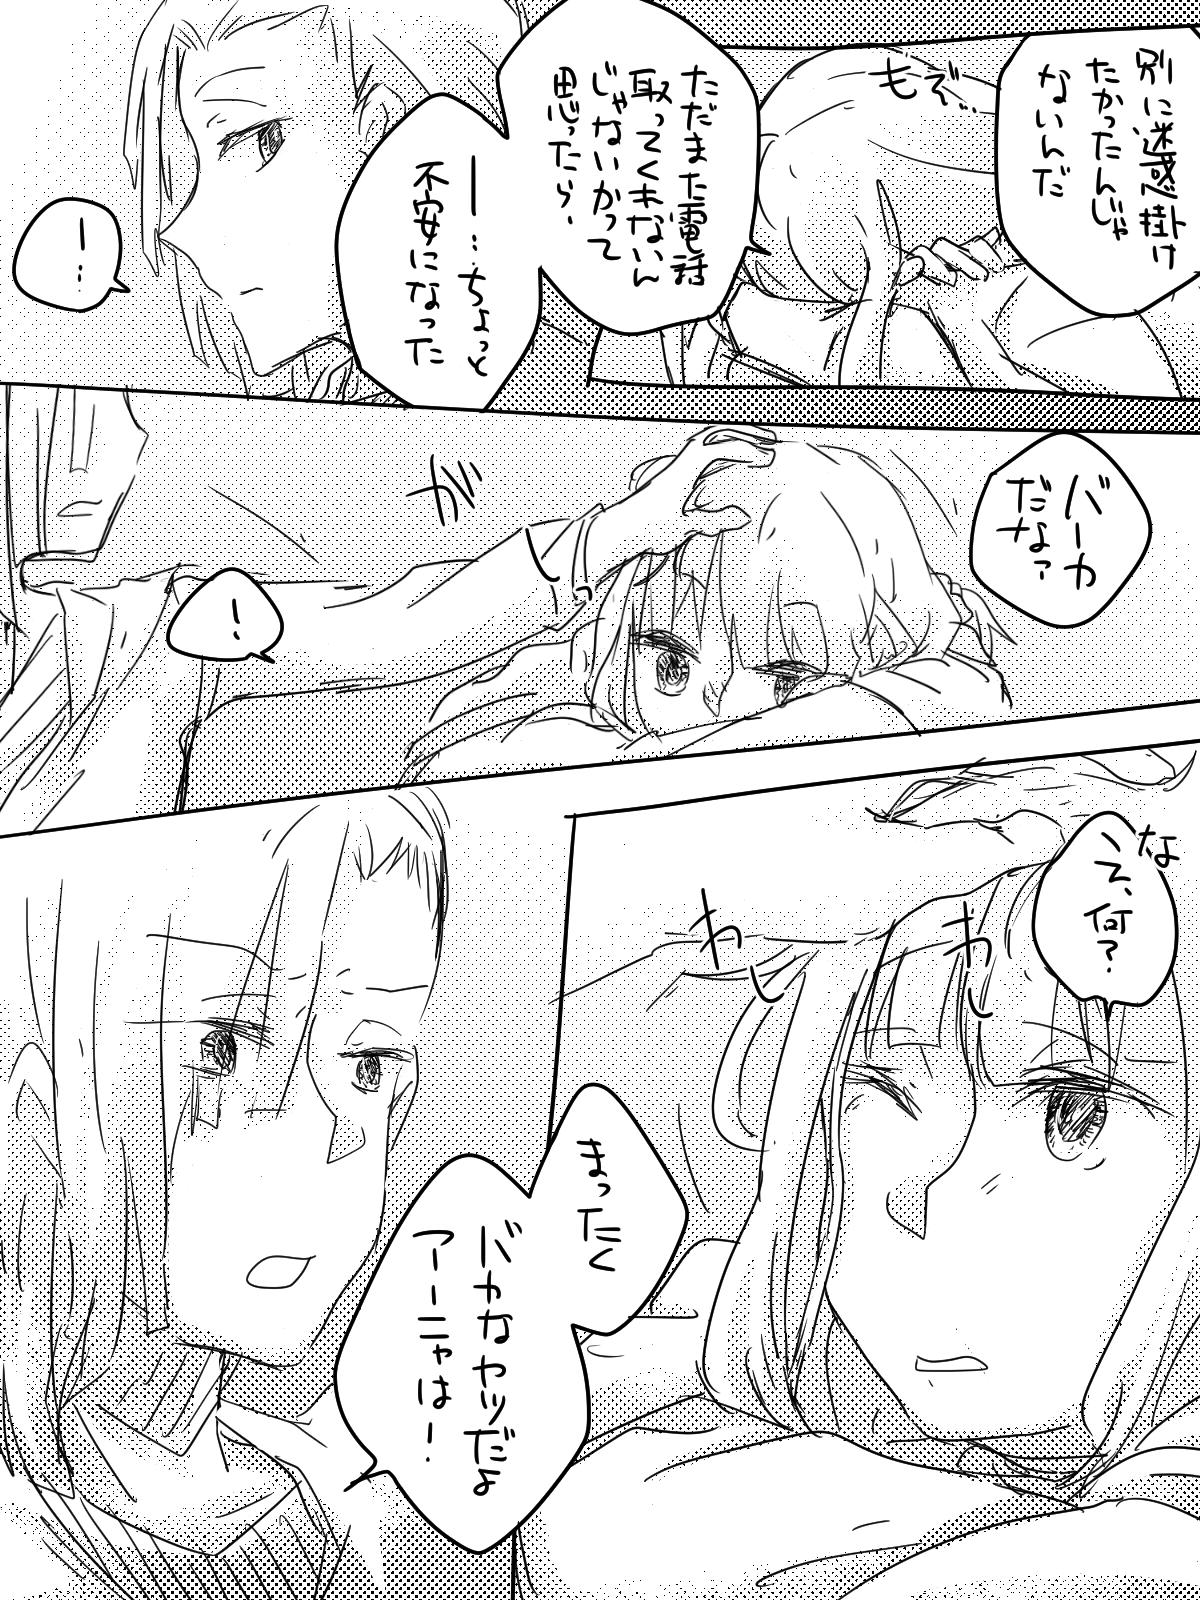 別に迷惑掛け
たかったんじゃ
ないんだ
もぞ…
ただまた電話
取ってくれないん
じゃないかって
思ったら、
ー…ちょっと
不安になった
！…
バーカ
だな？
がっ
！
な
って、何？
わし
わし
まったく
バカなヤツだよ
アーニャは！